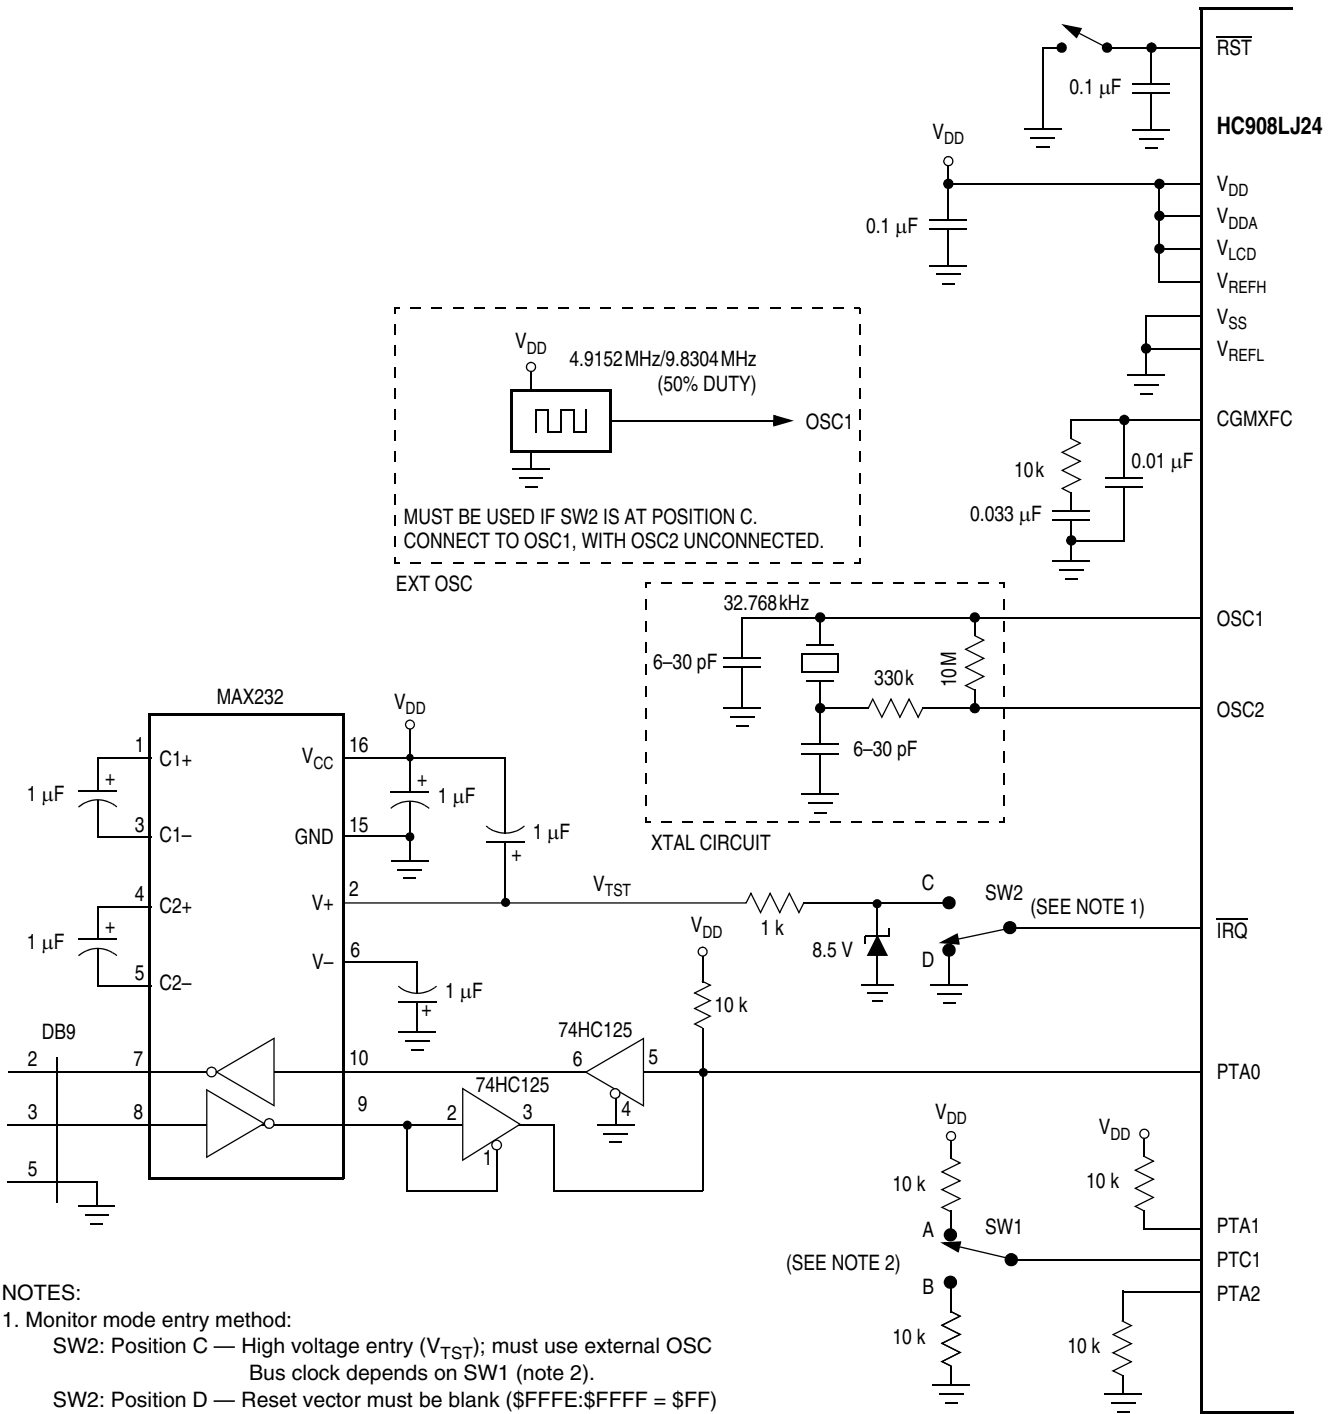 RST
0.1 μF
HC908LJ24
VDD
VDD
0.1 μF
VDDA
VLCD
VREFH
VSS
VREFL
VDD
4.9152MHz/9.8304MHz
(50% DUTY)
OSC1
MUST BE USED IF SW2 IS AT POSITION C.
CONNECT TO OSC1, WITH OSC2 UNCONNECTED.
EXT OSC
CGMXFC
10k
0.01 μF
0.033 μF
32.768kHz
OSC1
6–30 pF
330k
10M
OSC2
6–30 pF
XTAL CIRCUIT
MAX232
VDD
1
C1+
VCC
16
1 μF
+
+
1 μF
3
C1–
GND
15
1 μF
+
4
C2+
V+
2
VTST
1 k
C
SW2
(SEE NOTE 1)
IRQ
1 μF
+
8.5 V
D
5
C2–
V–
6
1 μF
+
VDD
10 k
DB9
74HC125
2
7
10
6
5
4
PTA0
74HC125
3
8
9
2
3
1
5
VDD
10 k
VDD
10 k
A
SW1
PTA1
(SEE NOTE 2)
PTC1
B
PTA2
10 k
10 k
NOTES:
1. Monitor mode entry method:
SW2: Position C — High voltage entry (VTST); must use external OSC
Bus clock depends on SW1 (note 2).
SW2: Position D — Reset vector must be blank ($FFFE:$FFFF = $FF)